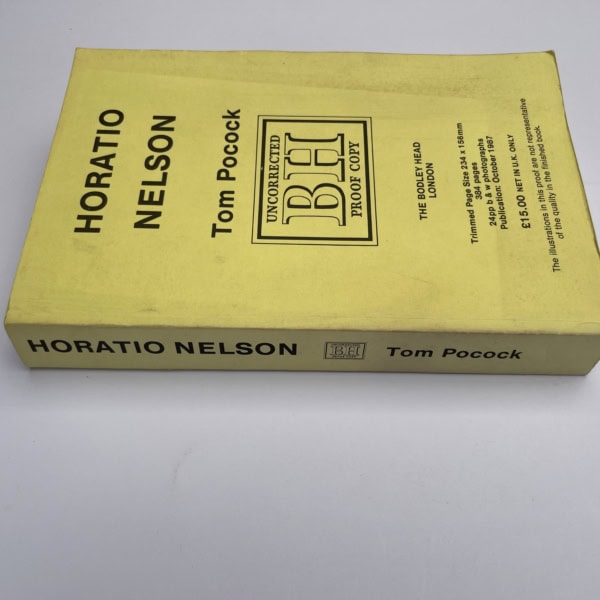 HORATIO
NELSON
Tom Pocock
UNCORRECTED
BH
PROOF COPY
THE BODLEY HEAD
LONDON
Trimmed Page Size 234 x 156mm
384 pages
24pp b & w photographs
Publication: October 1987
£15.00 NET IN U.K. ONLY
The illustrations in this proof are not representative
of the quality in the finished book.
HORATIO NELSON BH Tom Pocock